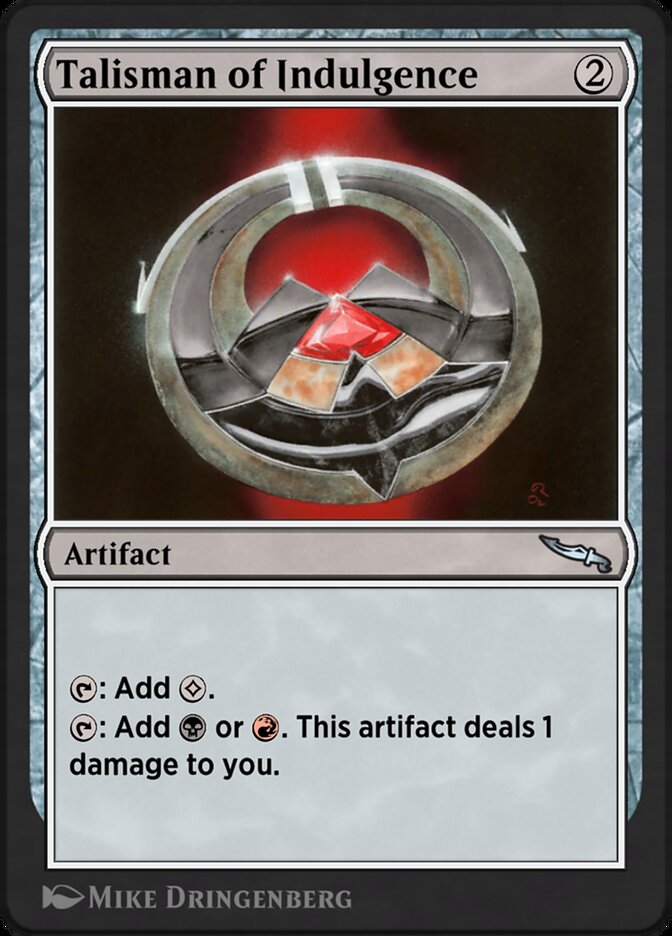 Talisman of Indulgence 2
Artifact
: Add .
: Add or . This artifact deals 1
damage to you.
Mike Dringenberg